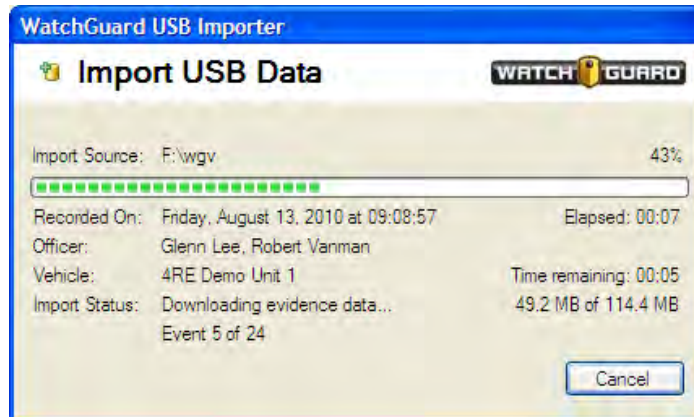 WatchGuard USB Importer
Import USB Data
WATCH GUARD
Import Source: F:\wgv 43%
Recorded On: Friday, August 13, 2010 at 09:08:57 Elapsed: 00:07
Officer: Glenn Lee, Robert Vanman
Vehicle: 4RE Demo Unit 1 Time remaining: 00:05
Import Status: Downloading evidence data... 49.2 MB of 114.4 MB
Event 5 of 24
Cancel